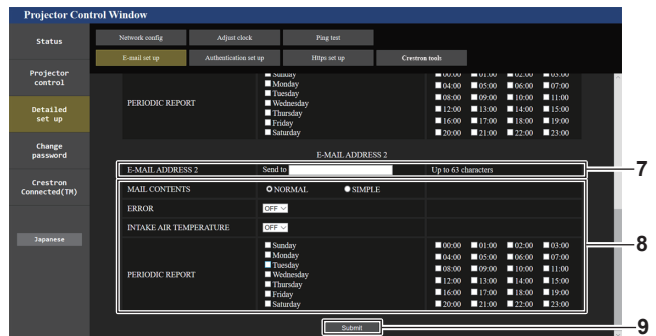 Projector Control Window
Status
Network config Adjust clock Ping test
E-mail set up Authentication set up Https set up Crestron tools
Projector control
Detailed set up
Change password
Crestron Connected(TM)
Japanese
PERIODIC REPORT
Sunday
Monday
Tuesday
Wednesday
Thursday
Friday
Saturday
00:00 01:00 02:00 03:00
04:00 05:00 06:00 07:00
08:00 09:00 10:00 11:00
12:00 13:00 14:00 15:00
16:00 17:00 18:00 19:00
20:00 21:00 22:00 23:00
E-MAIL ADDRESS 2
E-MAIL ADDRESS 2 Send to Up to 63 characters
7
MAIL CONTENTS NORMAL SIMPLE
ERROR OFF
INTAKE AIR TEMPERATURE OFF
8
PERIODIC REPORT
Sunday
Monday
Tuesday
Wednesday
Thursday
Friday
Saturday
00:00 01:00 02:00 03:00
04:00 05:00 06:00 07:00
08:00 09:00 10:00 11:00
12:00 13:00 14:00 15:00
16:00 17:00 18:00 19:00
20:00 21:00 22:00 23:00
Submit
9